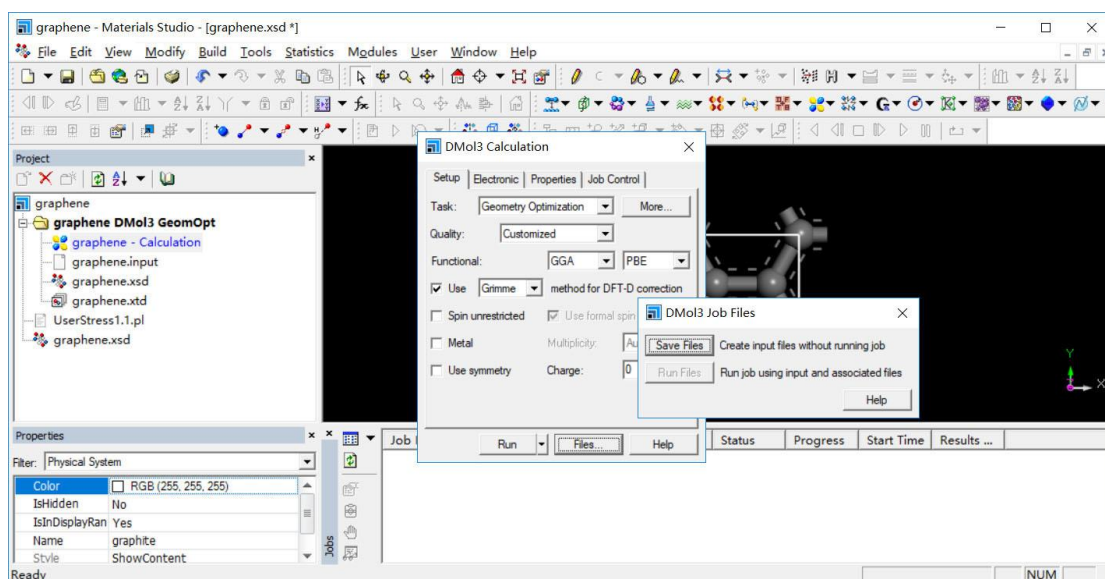 graphene - Materials Studio - [graphene.xsd *]
File Edit View Modify Build Tools Statistics Modules User Window Help
Project
graphene
graphene DMol3 GeomOpt
graphene - Calculation
graphene.input
graphene.xsd
graphene.xtd
UserStress1.1.pl
graphene.xsd
DMol3 Calculation
Setup Electronic Properties Job Control
Task: Geometry Optimization More...
Quality: Customized
Functional: GGA PBE
Use Grimme method for DFT-D correction
Spin unrestricted Use formal spin
Metal Multiplicity: Au
Use symmetry Charge: 0
Run Files... Help
DMol3 Job Files
Save Files Create input files without running job
Run Files Run job using input and associated files
Help
Y
X
Properties
Filter: Physical System
Color RGB (255, 255, 255)
IsHidden No
IsInDisplayRan Yes
Name graphite
Style ShowContent
Jobs
Job Status Progress Start Time Results ...
Ready NUM